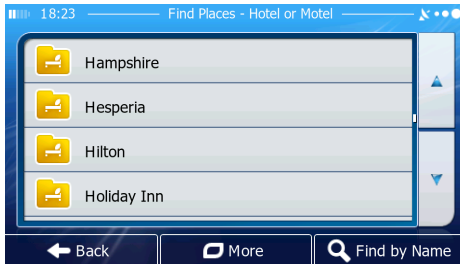 18:23 Find Places - Hotel or Motel
Hampshire
Hesperia
Hilton
Holiday Inn
Back More Find by Name